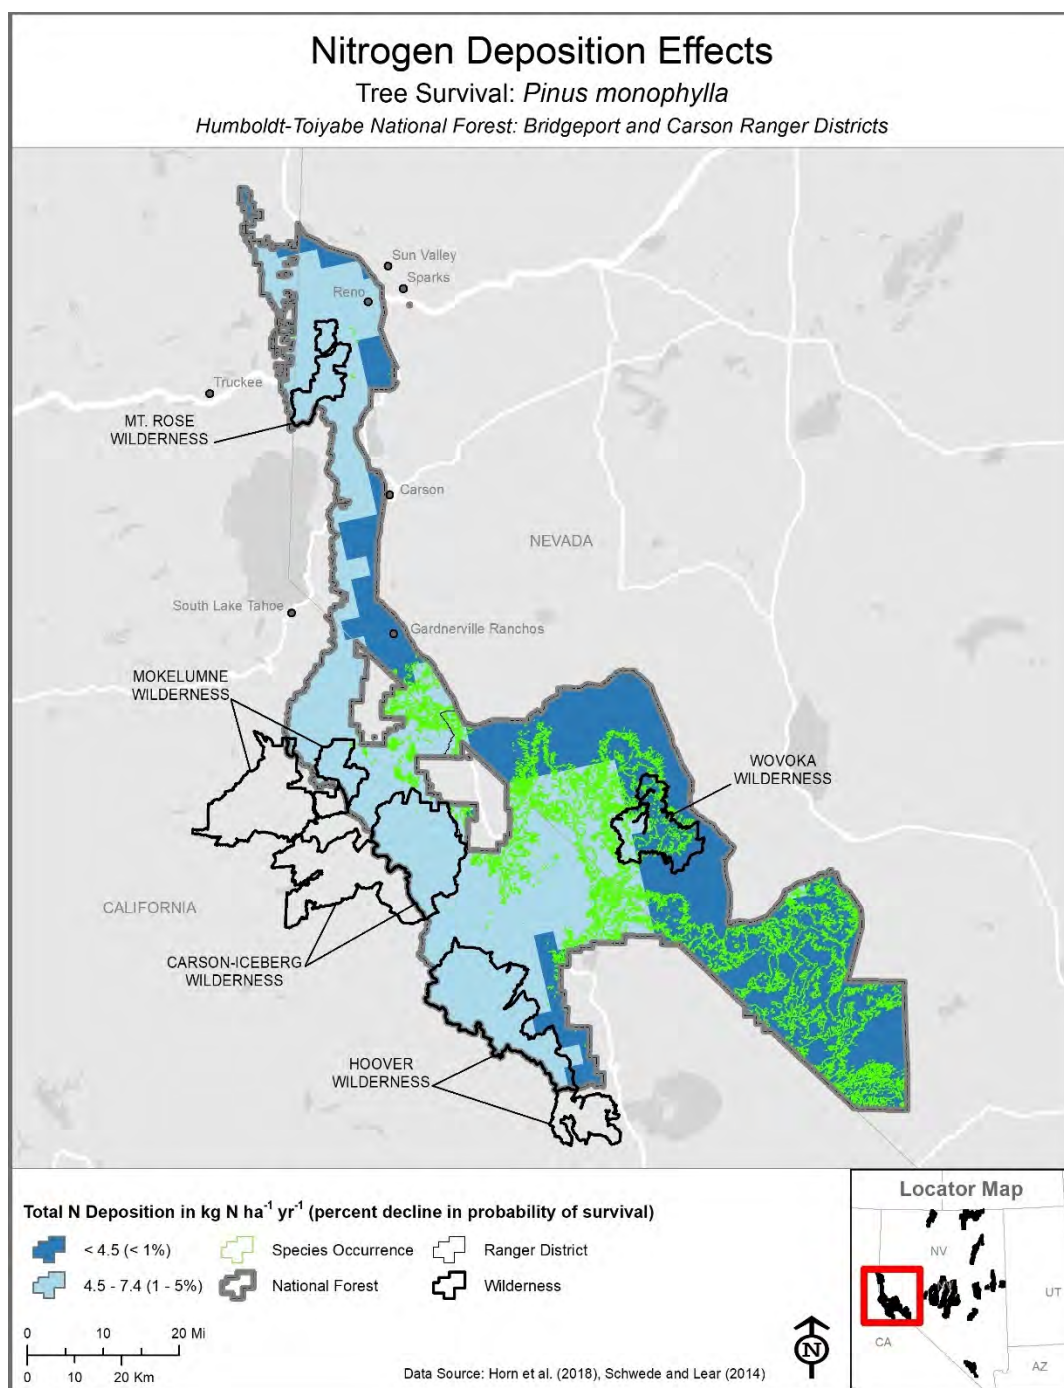 Nitrogen Deposition Effects
Tree Survival: Pinus monophylla
Humboldt-Toiyabe National Forest: Bridgeport and Carson Ranger Districts
Sun Valley
Sparks
Reno
Truckee
MT. ROSE
WILDERNESS
Carson
NEVADA
South Lake Tahoe
Gardnerville Ranchos
MOKELUMNE
WILDERNESS
WOVOKA
WILDERNESS
CALIFORNIA
CARSON-ICEBERG
WILDERNESS
HOOVER
WILDERNESS
Total N Deposition in kg N ha⁻¹ yr⁻¹ (percent decline in probability of survival)
< 4.5 (< 1%)
Species Occurrence
Ranger District
4.5 - 7.4 (1 - 5%)
National Forest
Wilderness
0 10 20 Mi
0 10 20 Km
N
Data Source: Horn et al. (2018), Schwede and Lear (2014)
Locator Map
NV
UT
CA
AZ